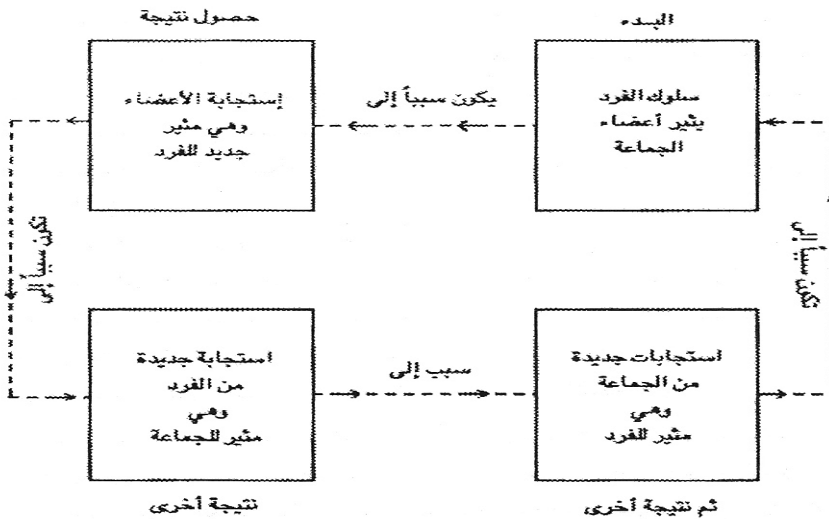 البدء
سلوك الفرد
يثير أعضاء
الجماعة
يكون سبباً إلى
حصول نتيجة
إستجابة الأعضاء
وهي مثير
جديد للفرد
تكون سبباً إلى
استجابة جديدة
من الفرد
وهي
مثير للجماعة
نتيجة أخرى
سبب إلى
استجابات جديدة
من الجماعة
وهي
مثير للفرد
ثم نتيجة أخرى
تكون سبباً إلى